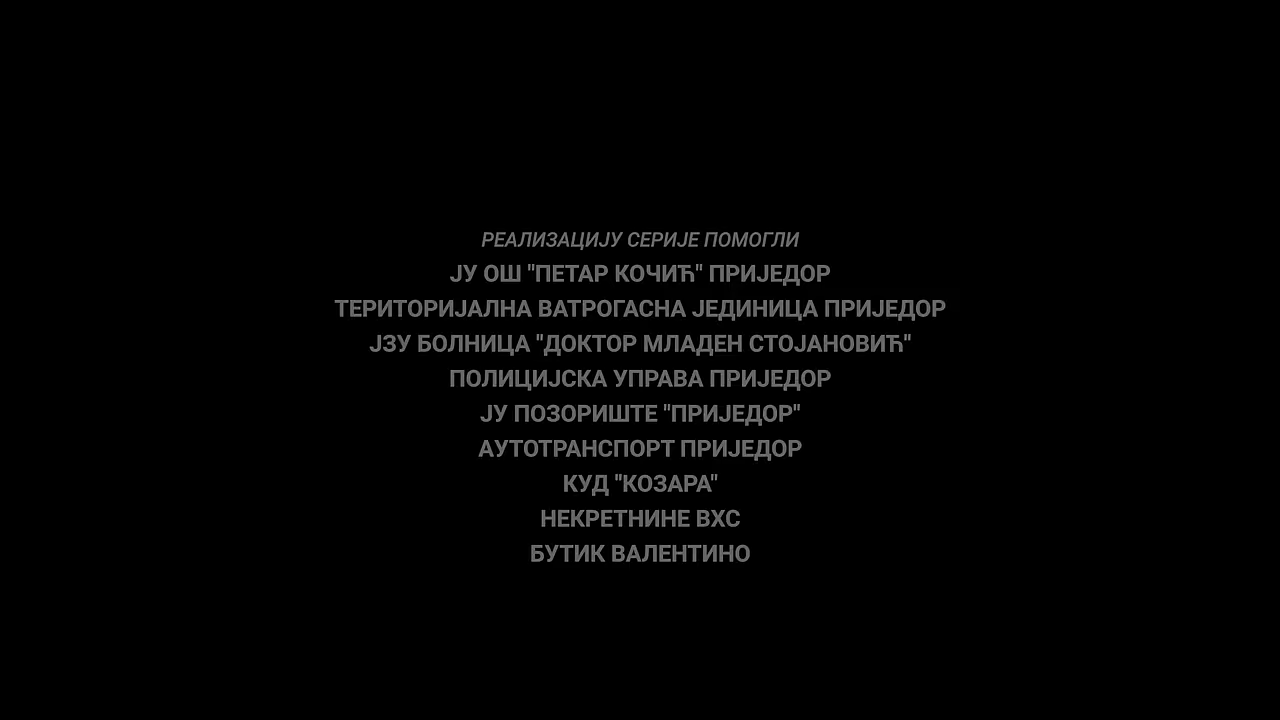 РЕАЛИЗАЦИЈУ СЕРИЈЕ ПОМОГЛИ
ЈУ ОШ "ПЕТАР КОЧИЋ" ПРИЈЕДОР
ТЕРИТОРИЈАЛНА ВАТРОГАСНА ЈЕДИНИЦА ПРИЈЕДОР
ЈЗУ БОЛНИЦА "ДОКТОР МЛАДЕН СТОЈАНОВИЋ"
ПОЛИЦИЈСКА УПРАВА ПРИЈЕДОР
ЈУ ПОЗОРИШТЕ "ПРИЈЕДОР"
АУТОТРАНСПОРТ ПРИЈЕДОР
КУД "КОЗАРА"
НЕКРЕТНИНЕ ВХС
БУТИК ВАЛЕНТИНО